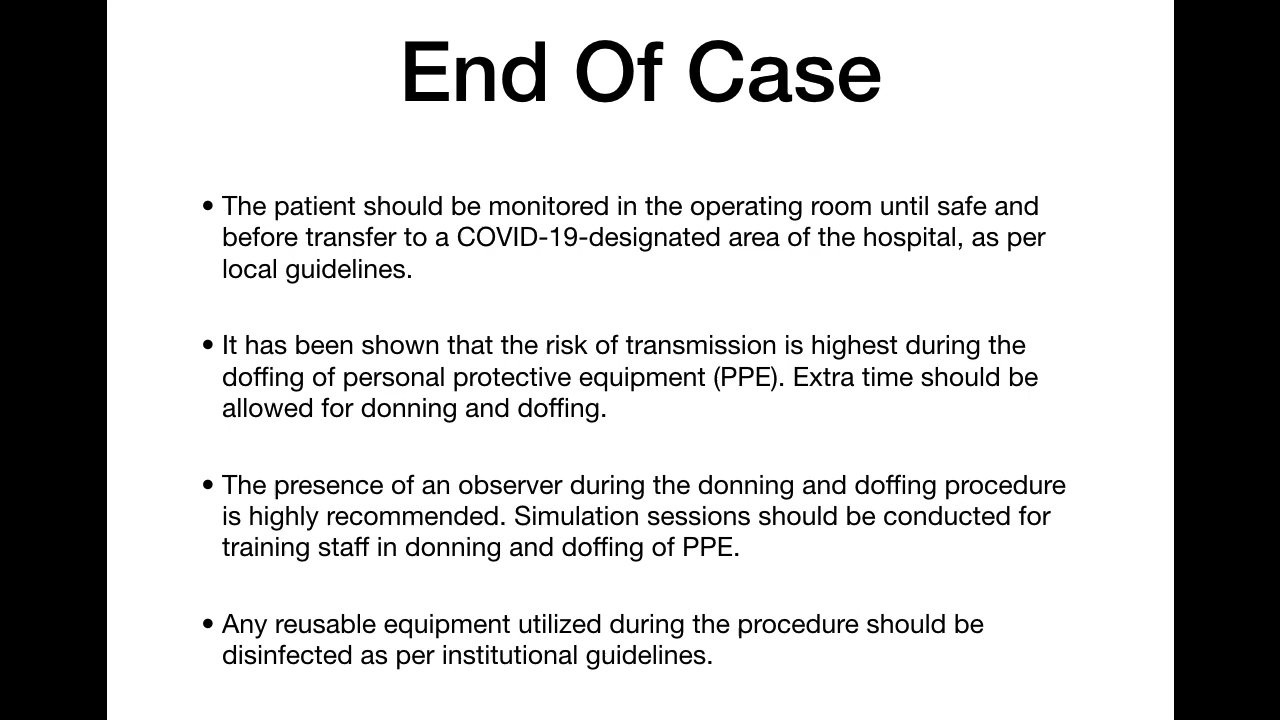 End Of Case
• The patient should be monitored in the operating room until safe and
before transfer to a COVID-19-designated area of the hospital, as per
local guidelines.
• It has been shown that the risk of transmission is highest during the
doffing of personal protective equipment (PPE). Extra time should be
allowed for donning and doffing.
• The presence of an observer during the donning and doffing procedure
is highly recommended. Simulation sessions should be conducted for
training staff in donning and doffing of PPE.
• Any reusable equipment utilized during the procedure should be
disinfected as per institutional guidelines.